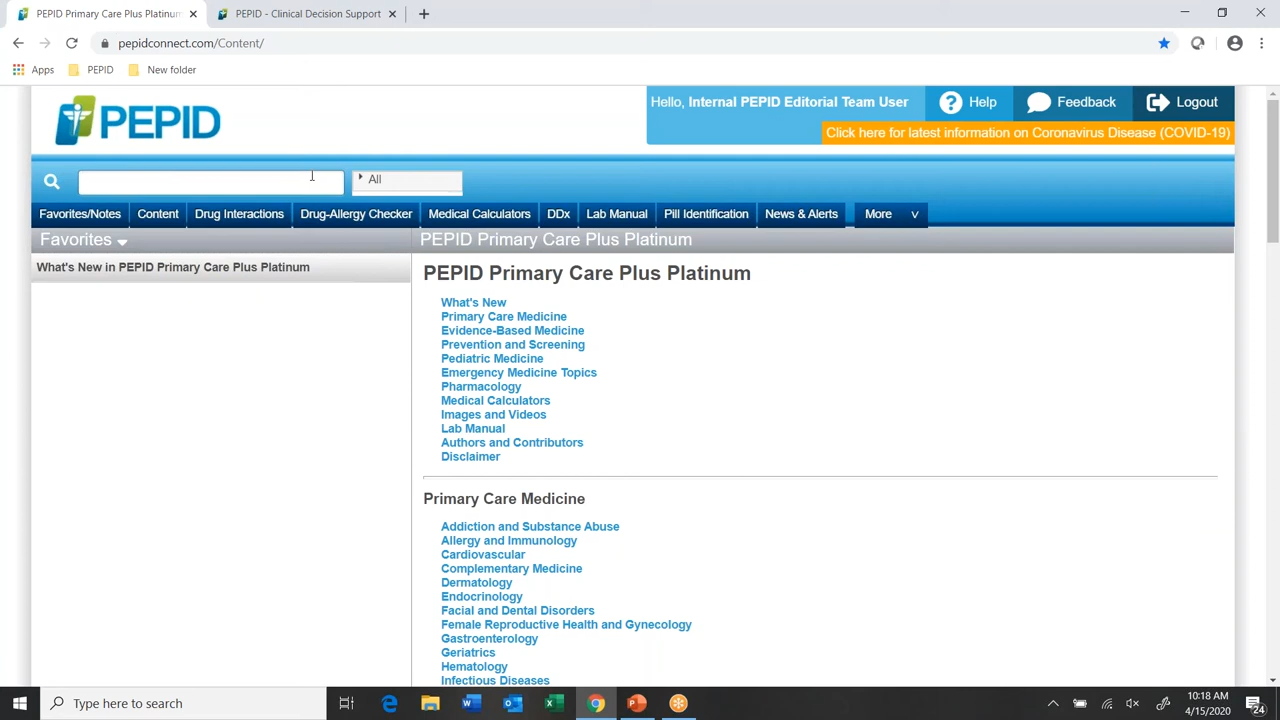 PEPID Primary Care Plus Platinum
PEPID - Clinical Decision Support
pepidconnect.com/Content/
Apps
PEPID
New folder
PEPID
Hello, Internal PEPID Editorial Team User
Help
Feedback
Logout
Click here for latest information on Coronavirus Disease (COVID-19)
All
Favorites/Notes
Content
Drug Interactions
Drug-Allergy Checker
Medical Calculators
DDx
Lab Manual
Pill Identification
News & Alerts
More v
Favorites
PEPID Primary Care Plus Platinum
What's New in PEPID Primary Care Plus Platinum
PEPID Primary Care Plus Platinum
What's New
Primary Care Medicine
Evidence-Based Medicine
Prevention and Screening
Pediatric Medicine
Emergency Medicine Topics
Pharmacology
Medical Calculators
Images and Videos
Lab Manual
Authors and Contributors
Disclaimer
Primary Care Medicine
Addiction and Substance Abuse
Allergy and Immunology
Cardiovascular
Complementary Medicine
Dermatology
Endocrinology
Facial and Dental Disorders
Female Reproductive Health and Gynecology
Gastroenterology
Geriatrics
Hematology
Infectious Diseases
Type here to search
10:18 AM
4/15/2020
24